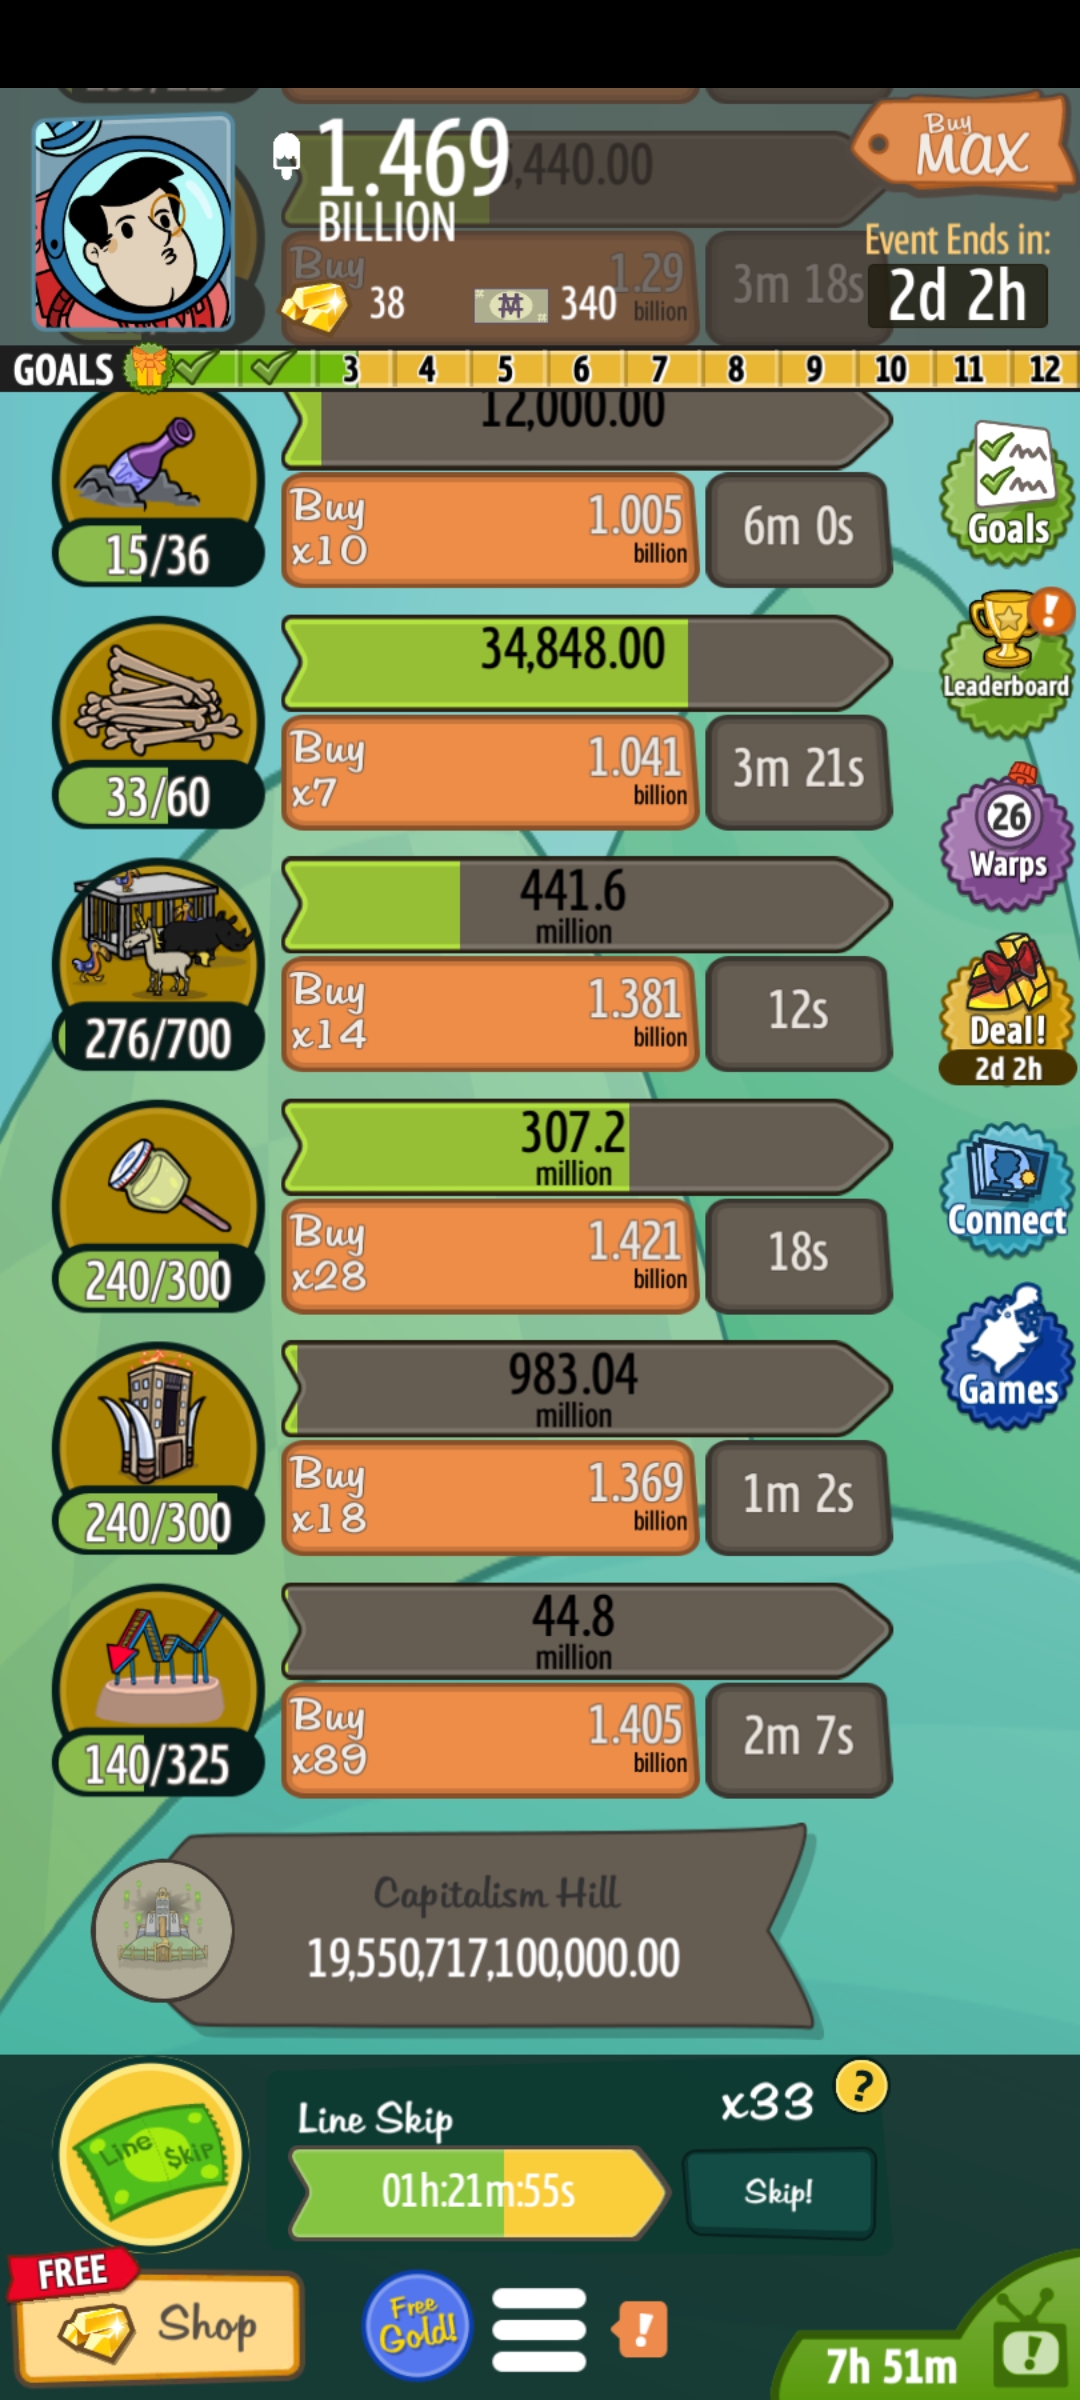 1.469
BILLION
,440.00
Buy
MAX
Buy
1.29
billion
3m 18s
38
340
Event Ends in:
2d 2h
GOALS
3 4 5 6 7 8 9 10 11 12
12,000.00
15/36
Buy
x10
1.005
billion
6m 0s
Goals
34,848.00
33/60
Buy
x7
1.041
billion
3m 21s
Leaderboard
26
Warps
441.6
million
276/700
Buy
x14
1.381
billion
12s
Deal!
2d 2h
307.2
million
240/300
Buy
x28
1.421
billion
18s
Connect
983.04
million
240/300
Buy
x18
1.369
billion
1m 2s
Games
44.8
million
140/325
Buy
x89
1.405
billion
2m 7s
Capitalism Hill
19,550,717,100,000.00
Line $kip
Line Skip
x33
?
01h:21m:55s
Skip!
FREE
Shop
Free
Gold!
!
7h 51m
!